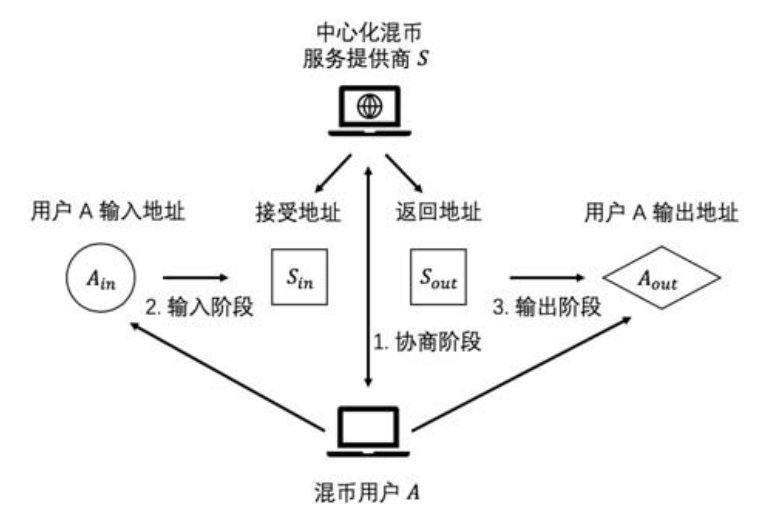 中心化混币
服务提供商 S
用户 A 输入地址
接受地址
返回地址
用户 A 输出地址
A_in
S_in
S_out
A_out
2. 输入阶段
3. 输出阶段
1. 协商阶段
混币用户 A